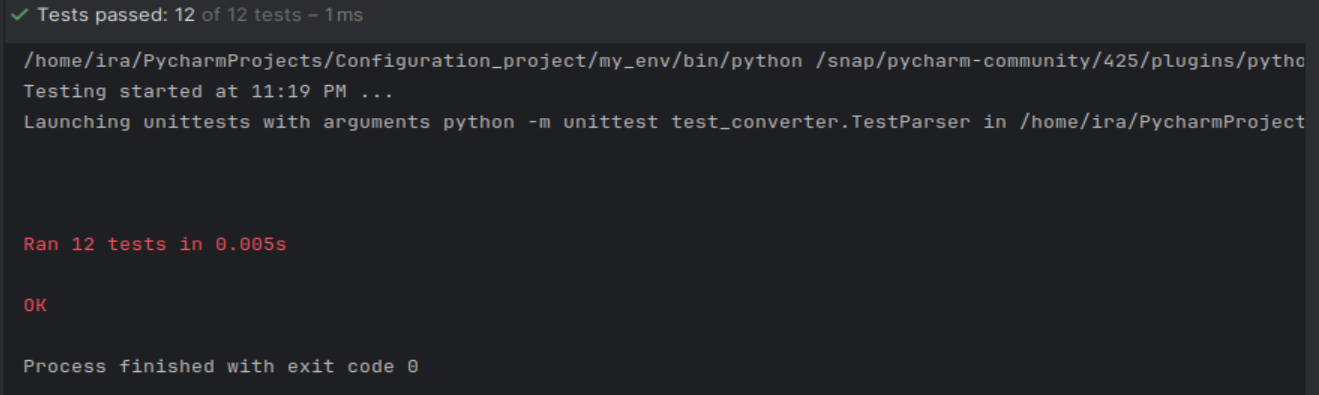 Tests passed: 12 of 12 tests – 1 ms
/home/ira/PycharmProjects/Configuration_project/my_env/bin/python /snap/pycharm-community/425/plugins/pytho
Testing started at 11:19 PM ...
Launching unittests with arguments python -m unittest test_converter.TestParser in /home/ira/PycharmProject
Ran 12 tests in 0.005s
OK
Process finished with exit code 0